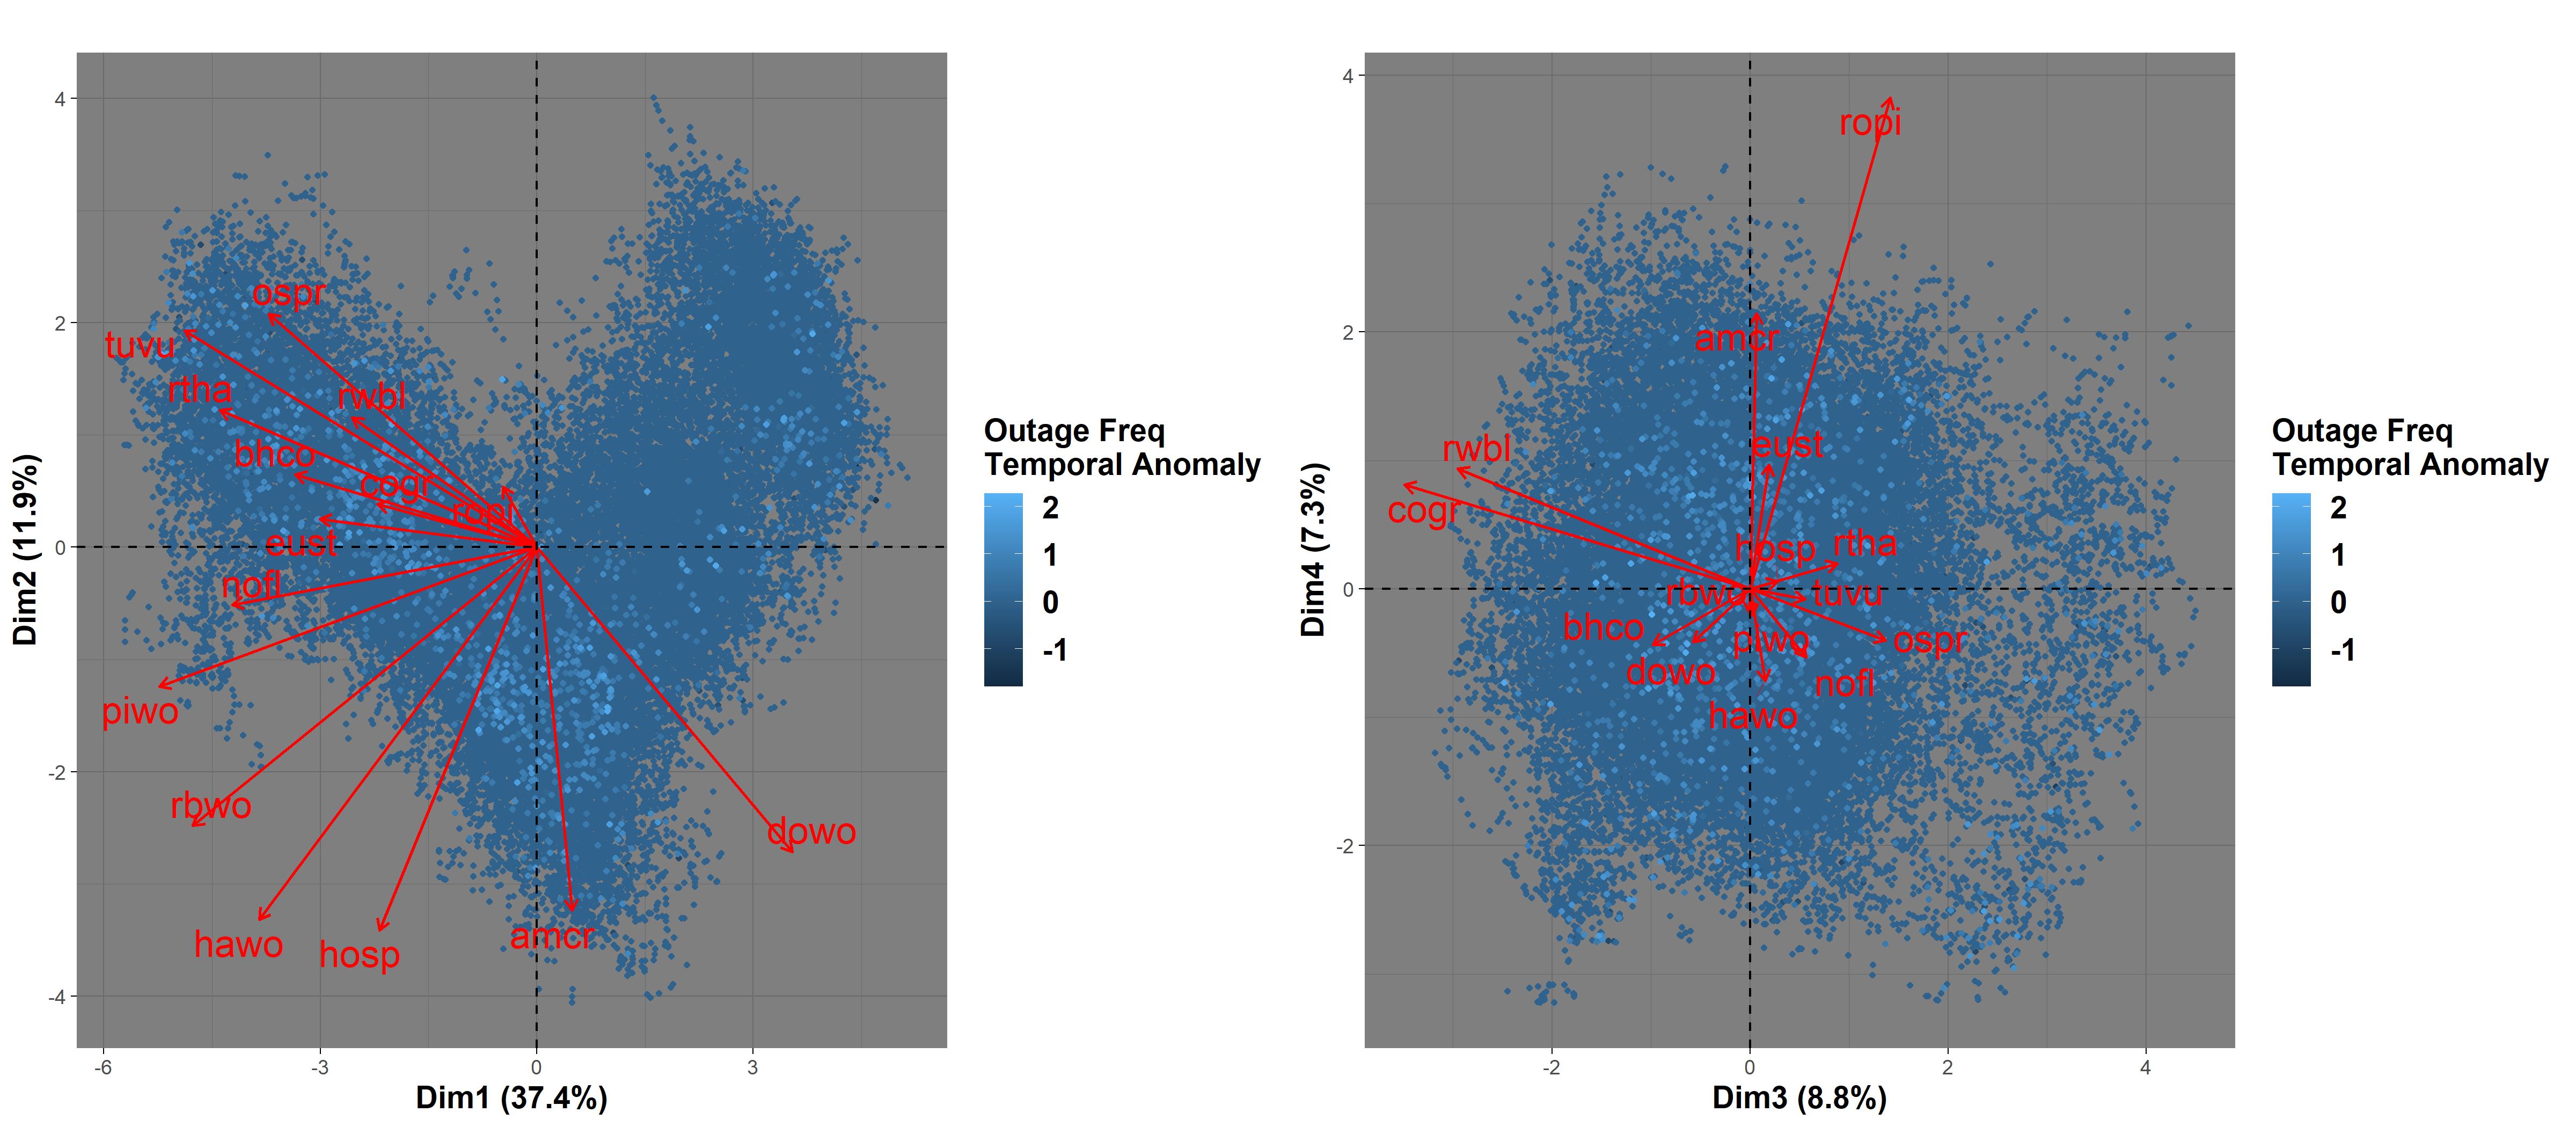 4
2
0
-2
-4
-6
-3
0
3
Dim2 (11.9%)
Dim1 (37.4%)
ospr
tuvu
rtha
rwbl
bhco
cogr
ropi
eust
nofl
piwo
rbwo
hawo
hosp
amcr
dowo
Outage Freq
Temporal Anomaly
2
1
0
-1
4
2
0
-2
-2
0
2
4
Dim4 (7.3%)
Dim3 (8.8%)
ropi
amcr
rwbl
eust
cogr
hosp
rtha
rbwo
tuvu
bhco
piwo
ospr
dowo
nofl
hawo
Outage Freq
Temporal Anomaly
2
1
0
-1